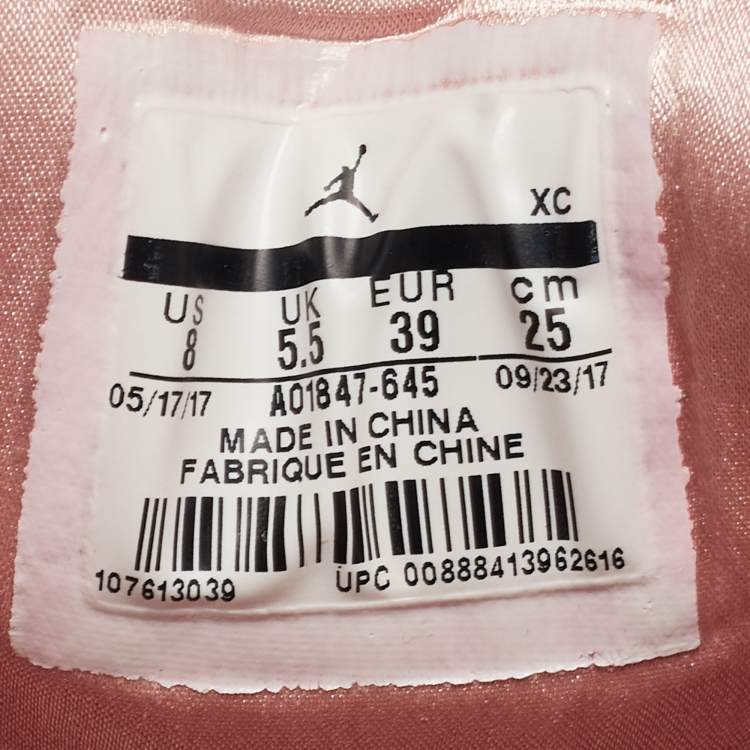 XC
US UK EUR cm
8 5.5 39 25
05/17/17 AO1847-645 09/23/17
MADE IN CHINA
FABRIQUE EN CHINE
107613039 UPC 00888413962616